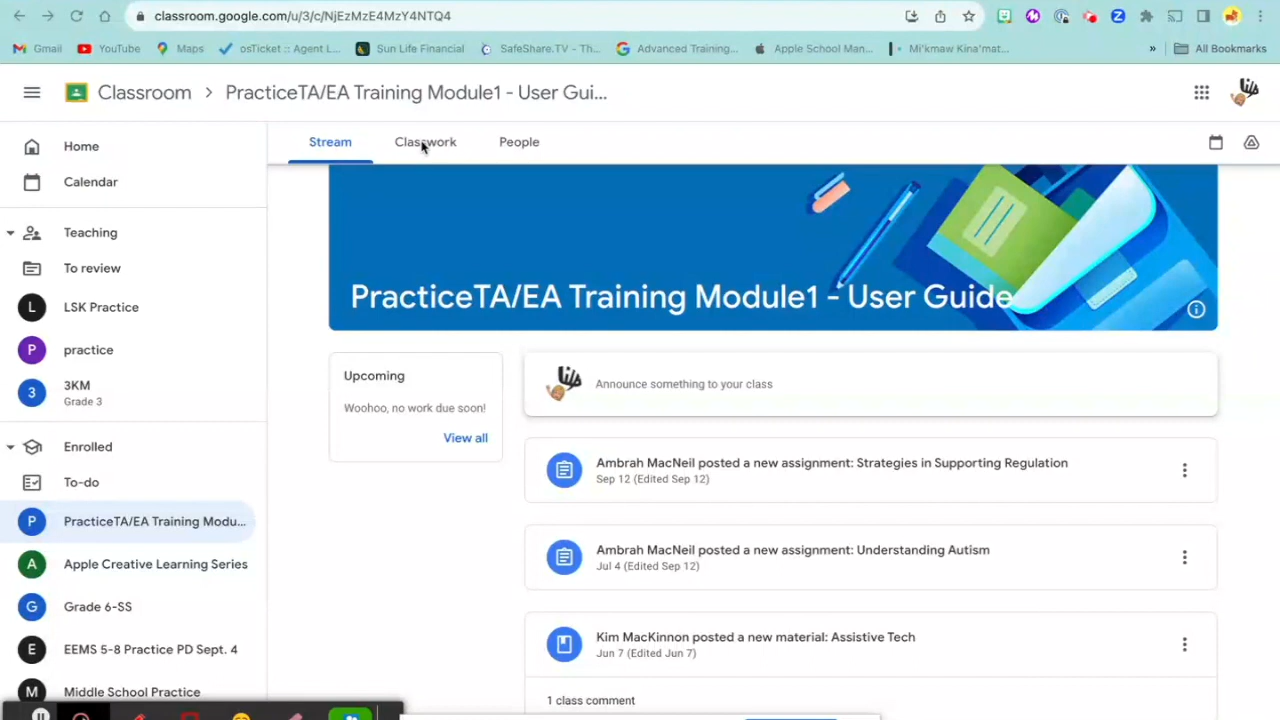 classroom.google.com/u/3/c/NjEzMzE4MzY4NTQ4
Gmail YouTube Maps osTicket :: Agent L... Sun Life Financial SafeShare.TV - Th... Advanced Training... Apple School Man... Mi'kmaw Kina'mat... » All Bookmarks
Classroom > PracticeTA/EA Training Module1 - User Gui...
Stream Classwork People
Home
Calendar
Teaching
To review
L LSK Practice
P practice
3 3KM
Grade 3
Enrolled
To-do
P PracticeTA/EA Training Modu...
A Apple Creative Learning Series
G Grade 6-SS
E EEMS 5-8 Practice PD Sept. 4
M Middle School Practice
PracticeTA/EA Training Module1 - User Guide
Upcoming
Woohoo, no work due soon!
View all
Announce something to your class
Ambrah MacNeil posted a new assignment: Strategies in Supporting Regulation
Sep 12 (Edited Sep 12)
Ambrah MacNeil posted a new assignment: Understanding Autism
Jul 4 (Edited Sep 12)
Kim MacKinnon posted a new material: Assistive Tech
Jun 7 (Edited Jun 7)
1 class comment